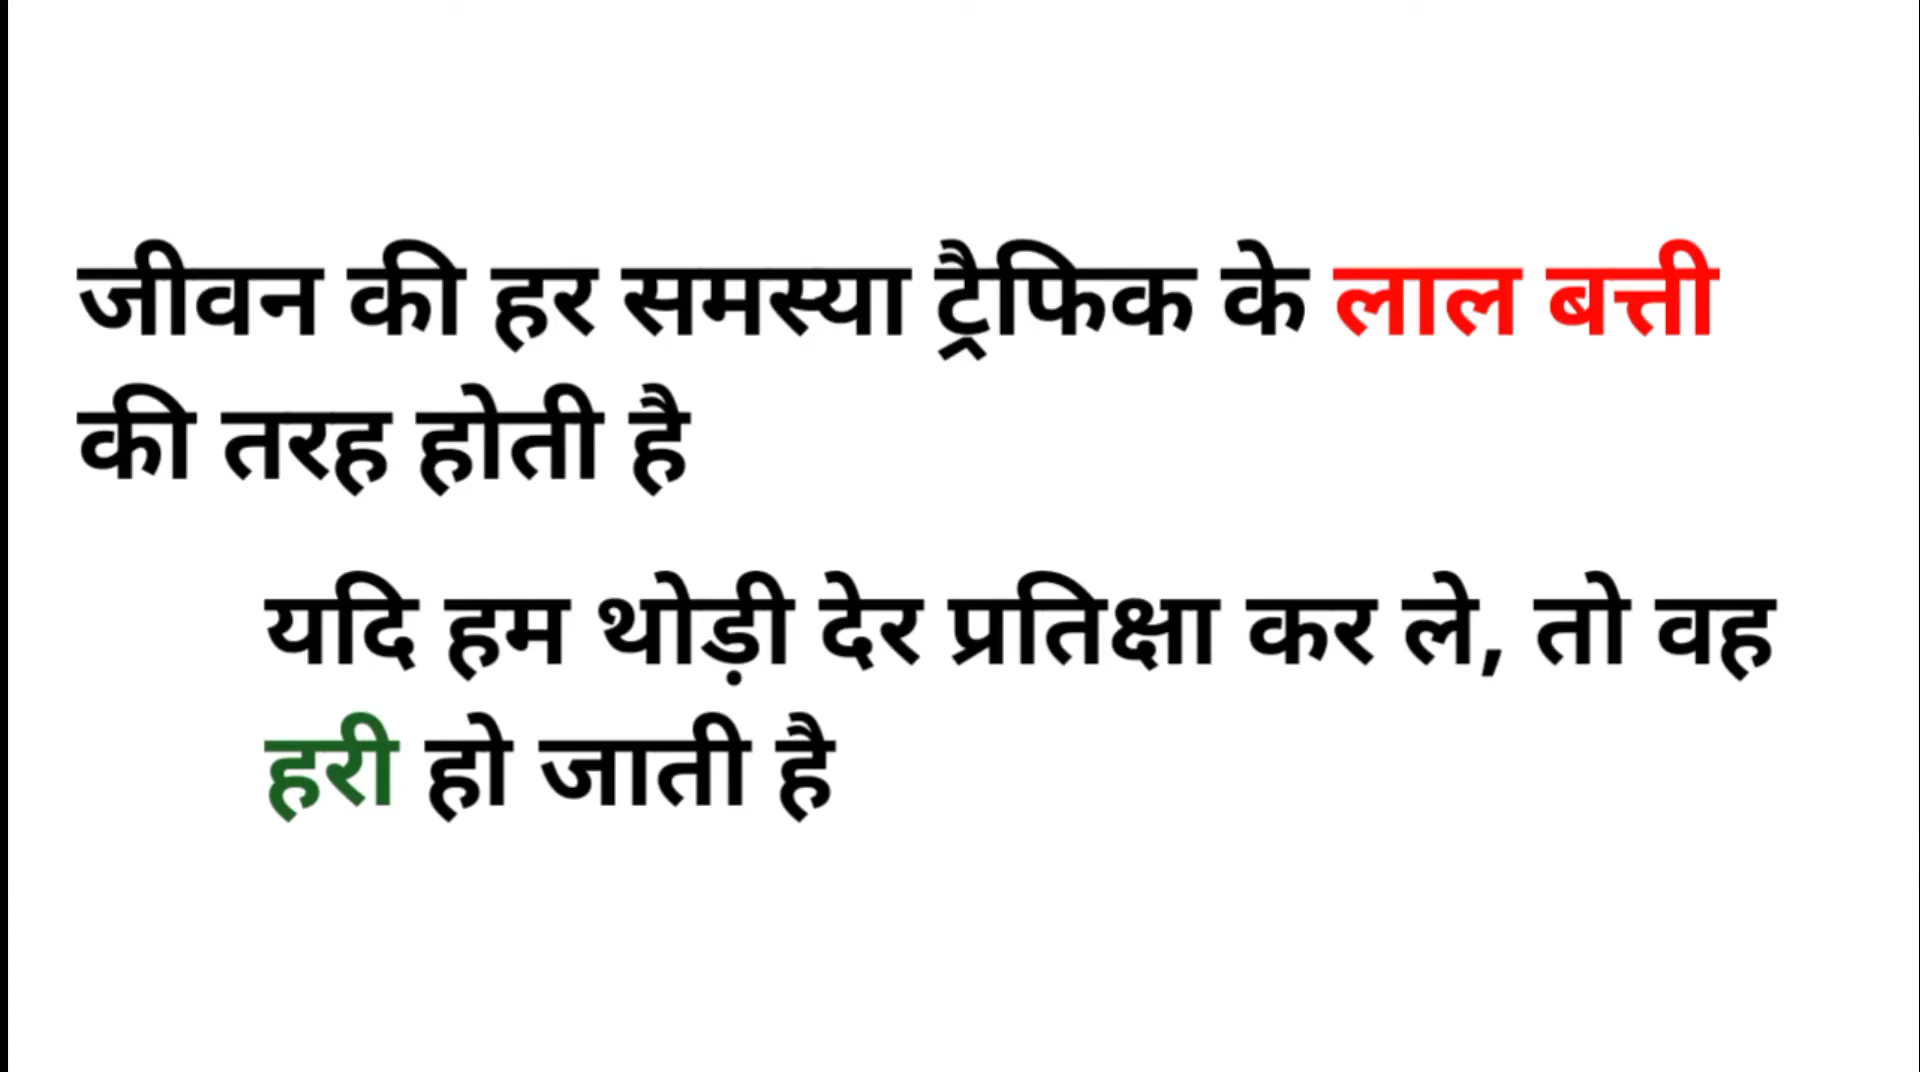 जीवन की हर समस्या ट्रैफिक के लाल बत्ती
की तरह होती है
यदि हम थोड़ी देर प्रतिक्षा कर ले, तो वह
हरी हो जाती है